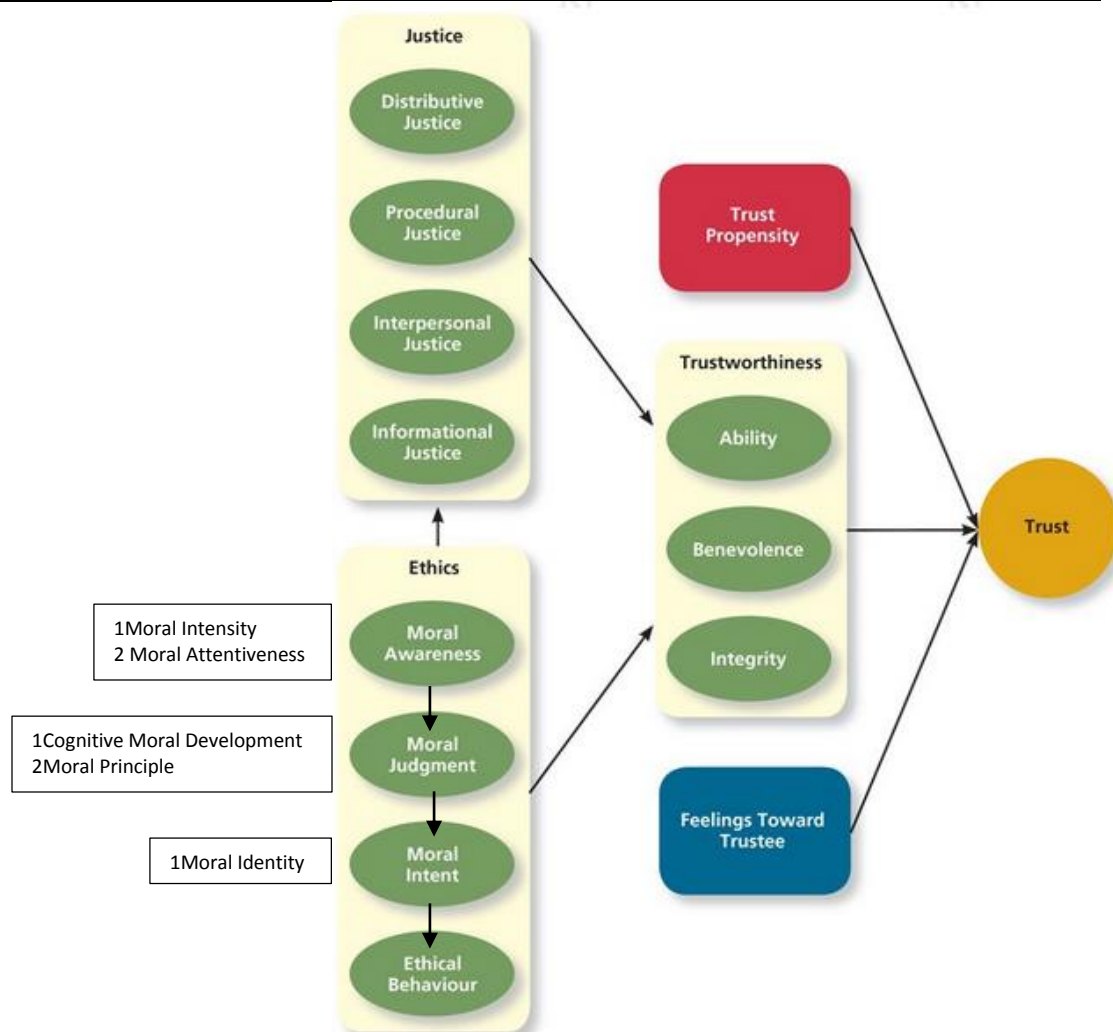 Justice
Distributive
Justice
Procedural
Justice
Interpersonal
Justice
Informational
Justice
Ethics
Moral
Awareness
Moral
Judgment
Moral
Intent
Ethical
Behaviour
1Moral Intensity
2 Moral Attentiveness
1Cognitive Moral Development
2Moral Principle
1Moral Identity
Trust
Propensity
Trustworthiness
Ability
Benevolence
Integrity
Feelings Toward
Trustee
Trust